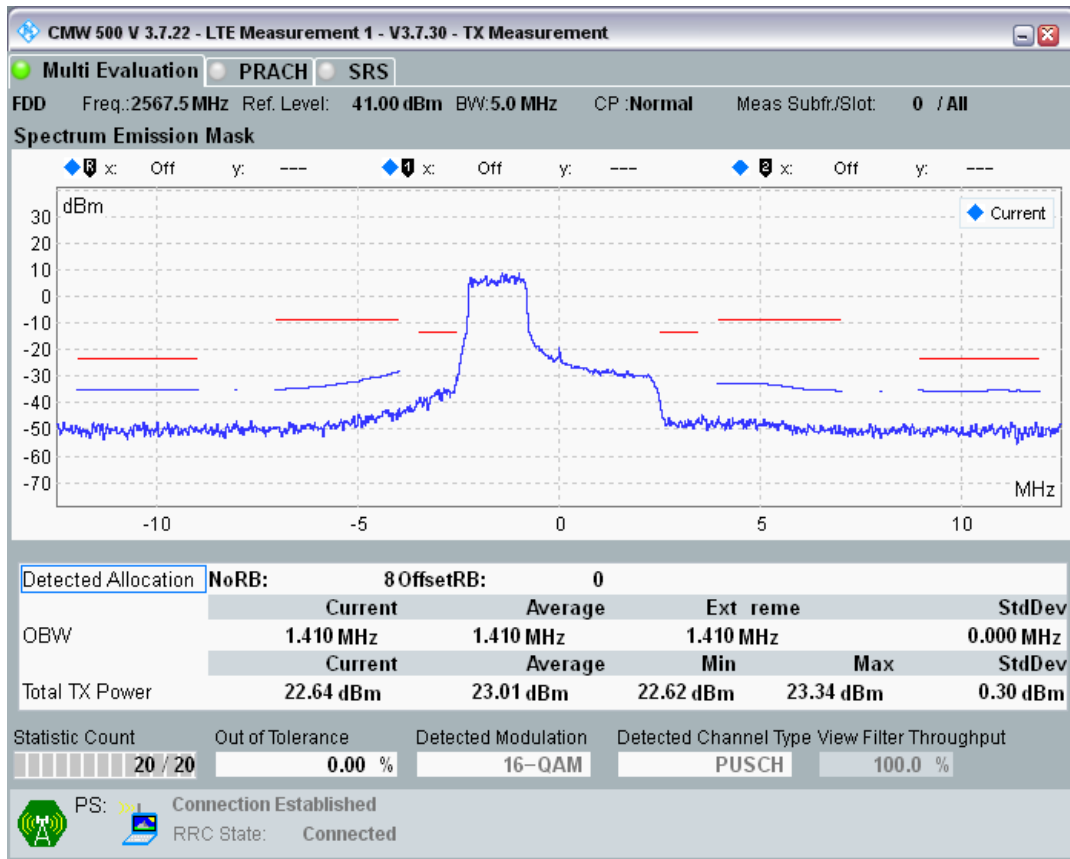 CMW 500 V 3.7.22 - LTE Measurement 1 - V3.7.30 - TX Measurement
Multi Evaluation PRACH SRS
FDD Freq.:2567.5 MHz Ref. Level: 41.00 dBm BW:5.0 MHz CP :Normal Meas Subfr./Slot: 0 / All
Spectrum Emission Mask
R x: Off y: --- 1 x: Off y: --- 2 x: Off y: ---
dBm
Current
30
20
10
0
-10
-20
-30
-40
-50
-60
-70
MHz
-10 -5 0 5 10
Detected Allocation NoRB: 8 OffsetRB: 0
Current Average Ext reme StdDev
OBW 1.410 MHz 1.410 MHz 1.410 MHz 0.000 MHz
Current Average Min Max StdDev
Total TX Power 22.64 dBm 23.01 dBm 22.62 dBm 23.34 dBm 0.30 dBm
Statistic Count Out of Tolerance Detected Modulation Detected Channel Type View Filter Throughput
20 / 20 0.00 % 16-QAM PUSCH 100.0 %
PS: Connection Established
RRC State: Connected